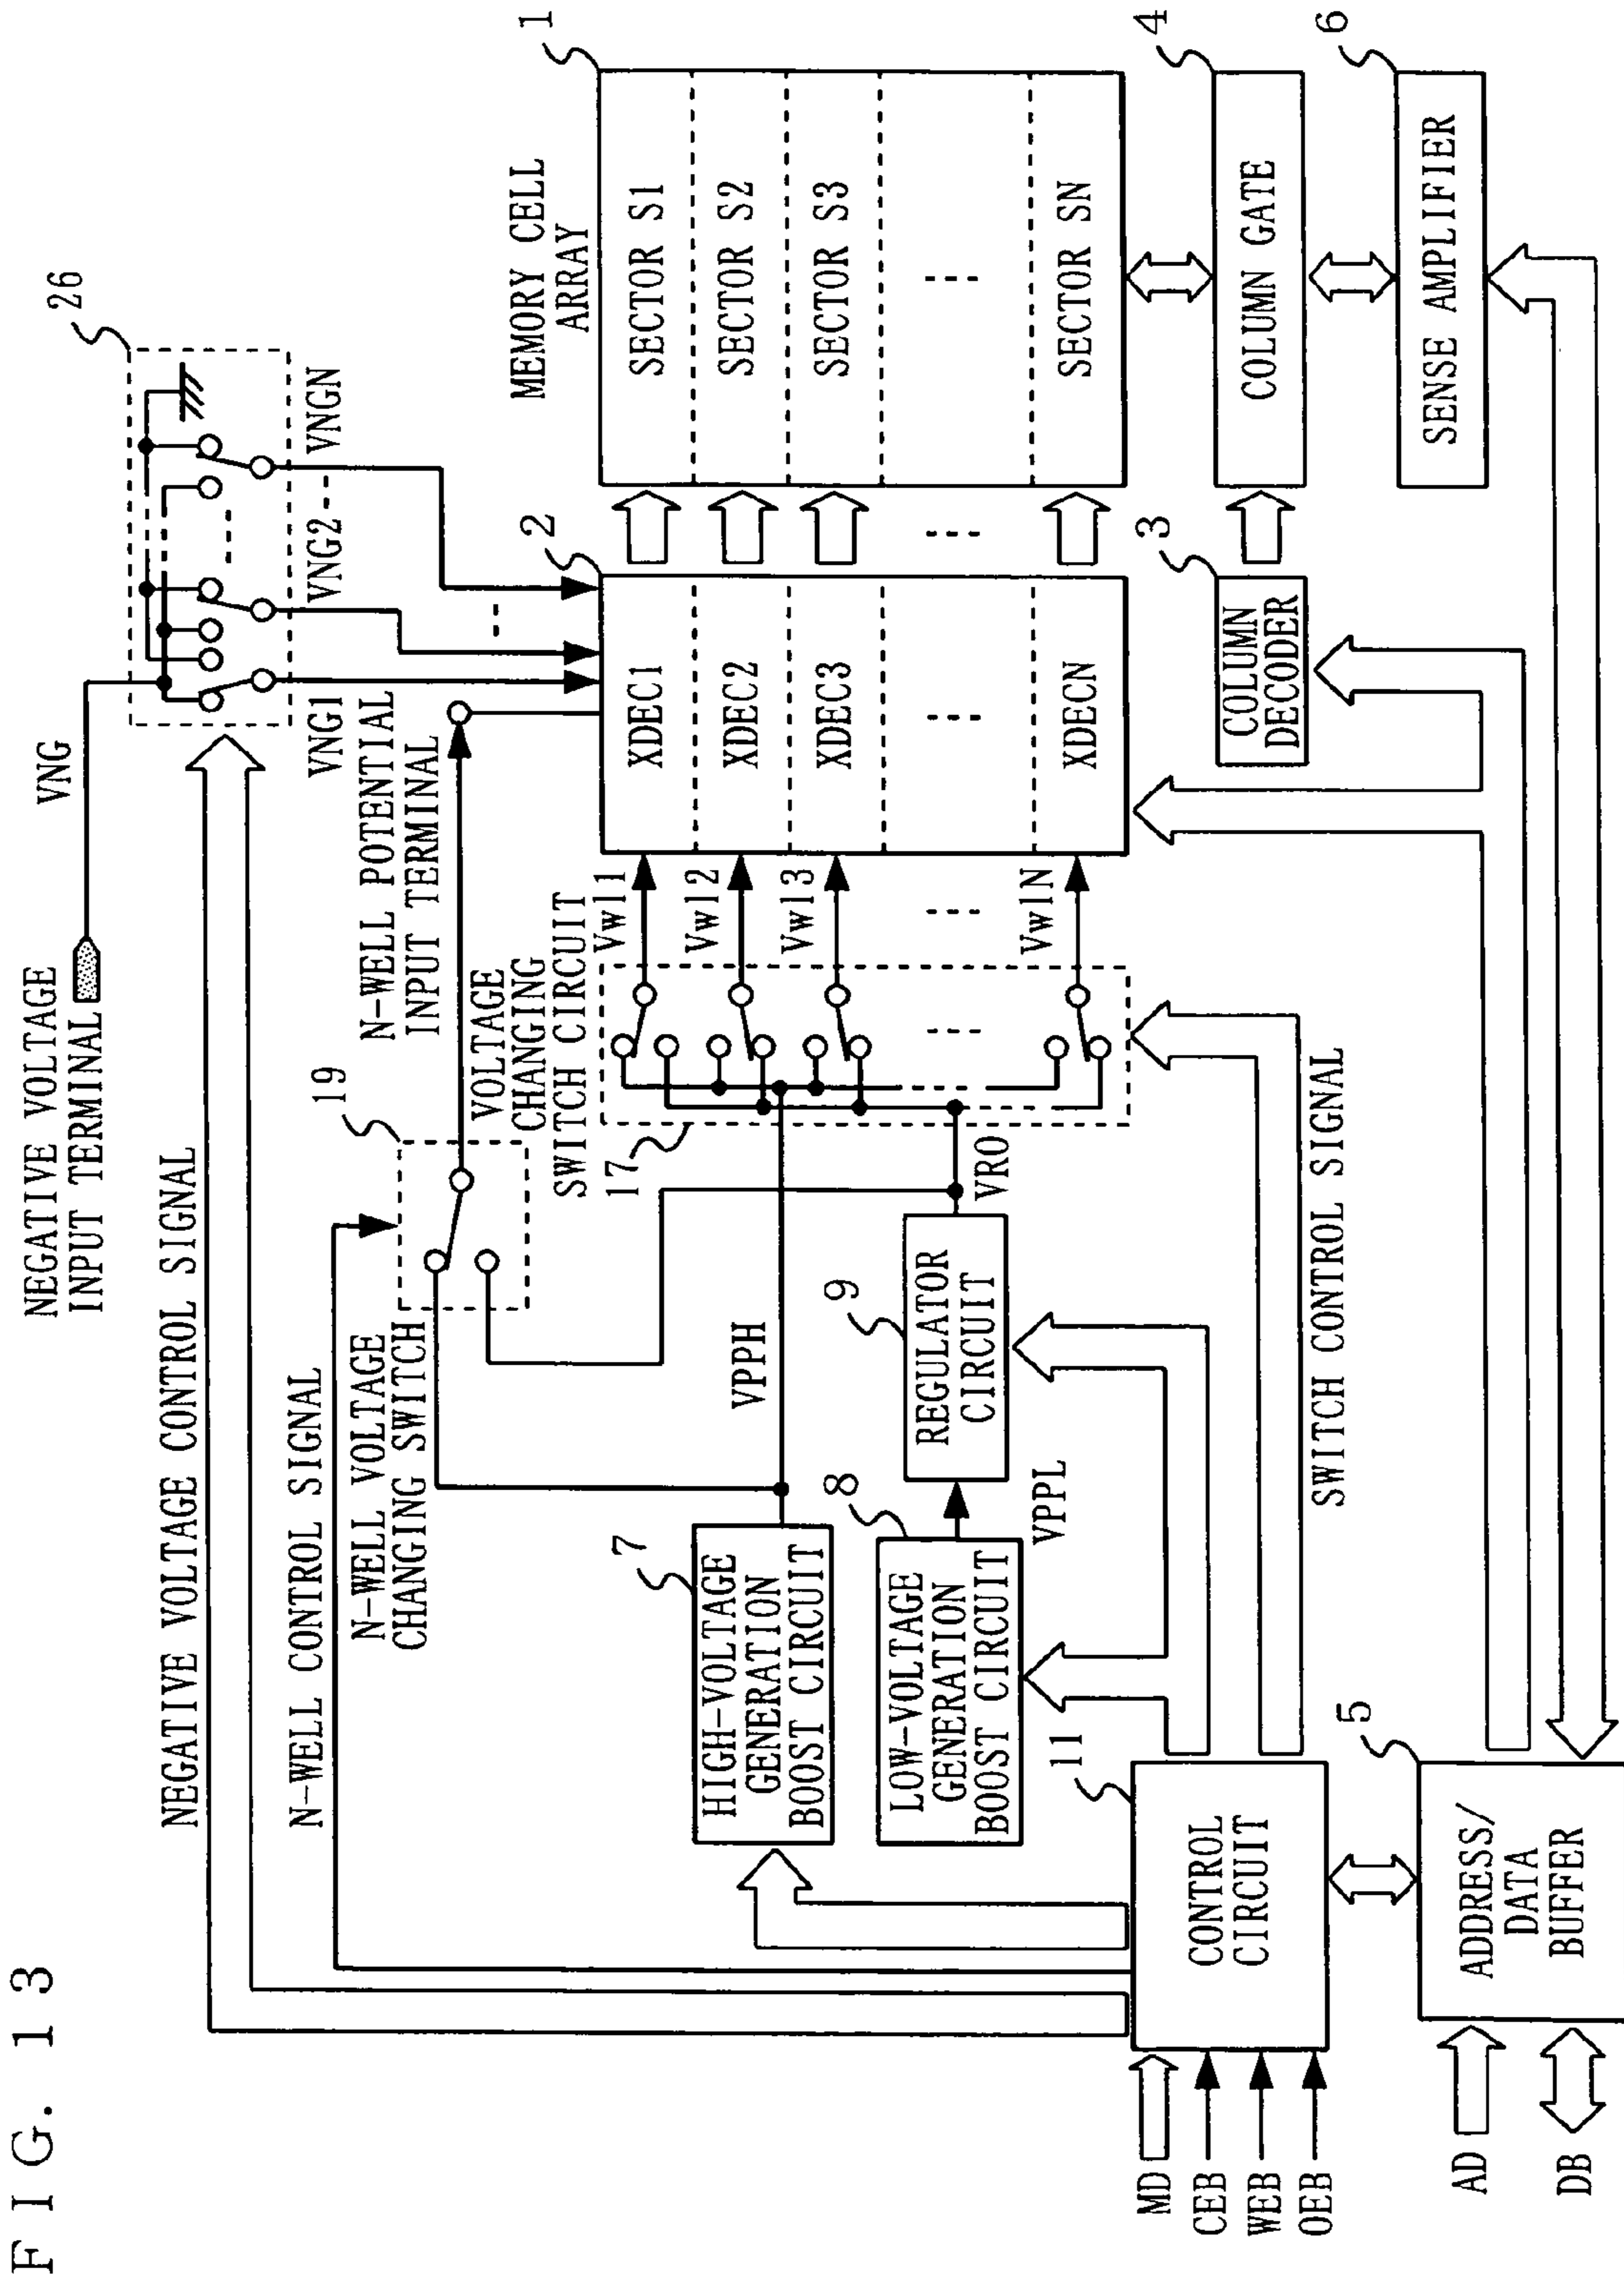 FIG. 13
NEGATIVE VOLTAGE
INPUT TERMINAL
VNG
26
NEGATIVE VOLTAGE CONTROL SIGNAL
N-WELL CONTROL SIGNAL
N-WELL VOLTAGE
CHANGING SWITCH
19
VNG1
VNG2
VNGN
N-WELL POTENTIAL
INPUT TERMINAL
VOLTAGE
CHANGING
SWITCH CIRCUIT
17
MEMORY CELL
ARRAY
1
2
7
HIGH-VOLTAGE
GENERATION
BOOST CIRCUIT
VPPH
Vwl1
Vwl2
Vwl3
VwlN
XDEC1
XDEC2
XDEC3
XDECN
SECTOR S1
SECTOR S2
SECTOR S3
SECTOR SN
8
LOW-VOLTAGE
GENERATION
BOOST CIRCUIT
VPPL
9
REGULATOR
CIRCUIT
VRO
11
CONTROL
CIRCUIT
MD
CEB
WEB
OEB
SWITCH CONTROL SIGNAL
3
COLUMN
DECODER
4
COLUMN GATE
5
ADDRESS/
DATA
BUFFER
AD
DB
6
SENSE AMPLIFIER